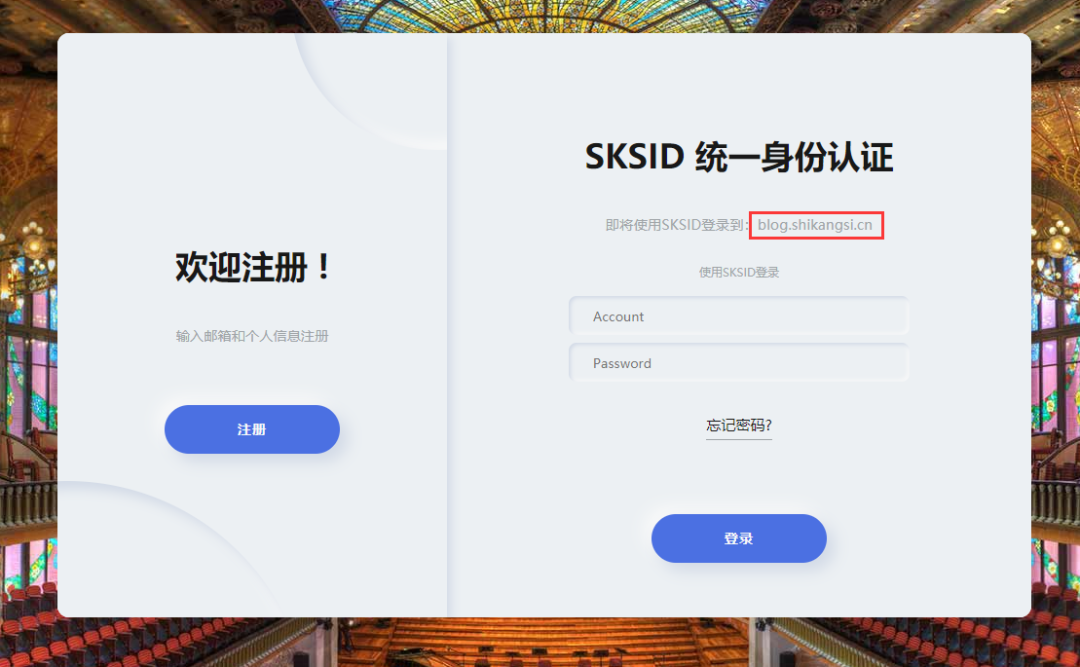 欢迎注册！
输入邮箱和个人信息注册
注册
SKSID 统一身份认证
即将使用SKSID登录到: blog.shikangsi.cn
使用SKSID登录
Account
Password
忘记密码?
登录